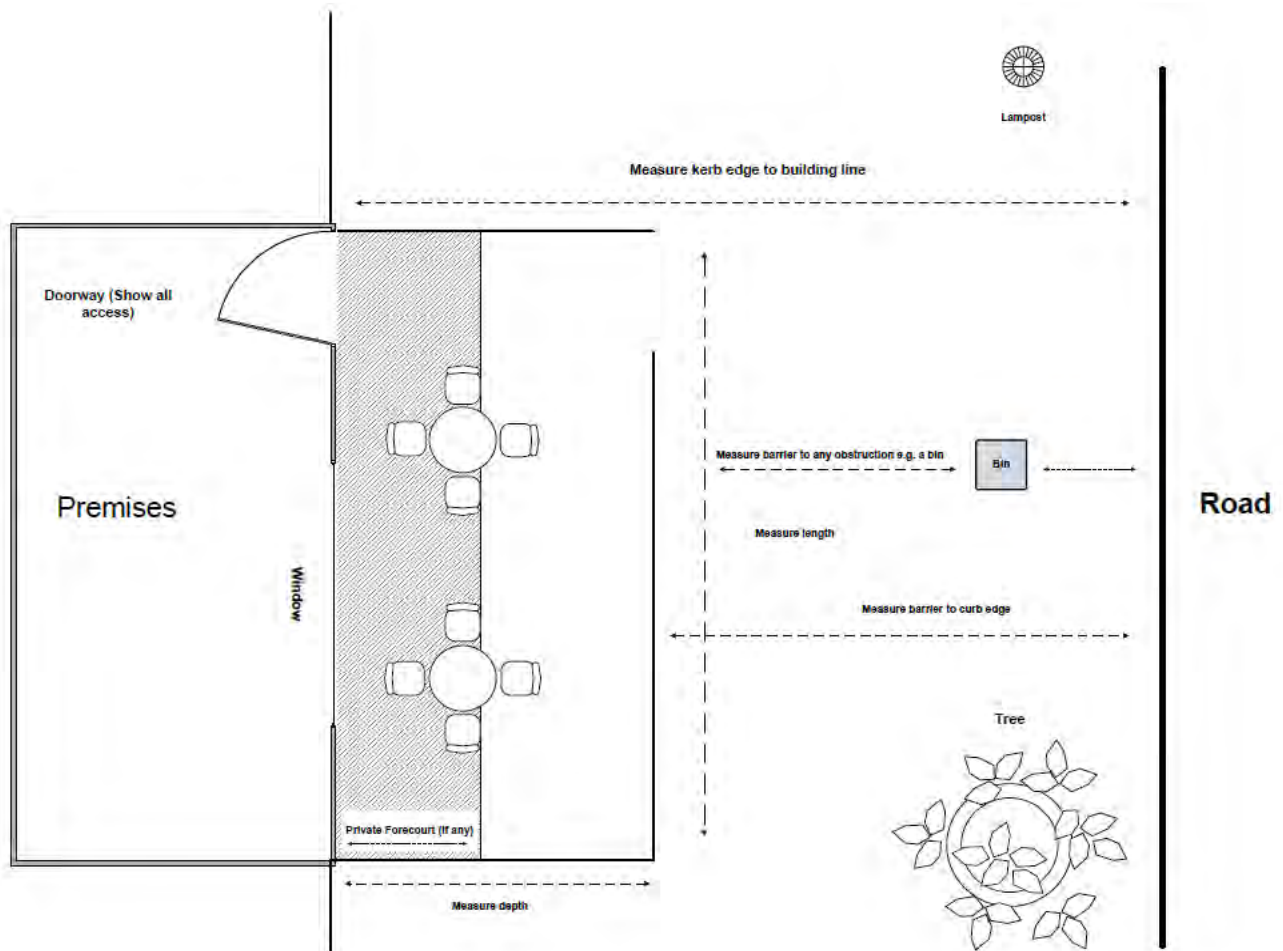 Lampost
Measure kerb edge to building line
Doorway (Show all
access)
Measure barrier to any obstruction e.g. a bin
Bin
Premises
Road
Measure length
Window
Measure barrier to curb edge
Tree
Private Forecourt (If any)
Measure depth